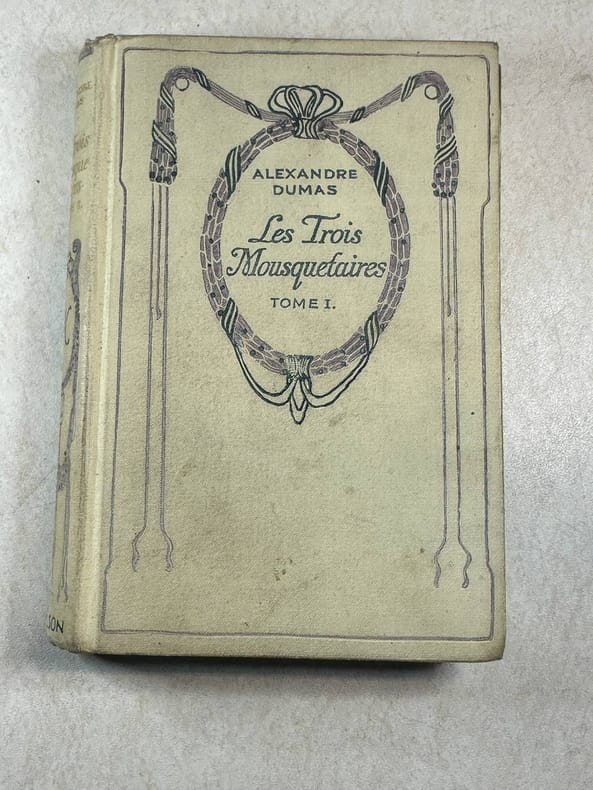 ALEXANDRE
DUMAS
Les Trois
Mousquetaires
TOME I.